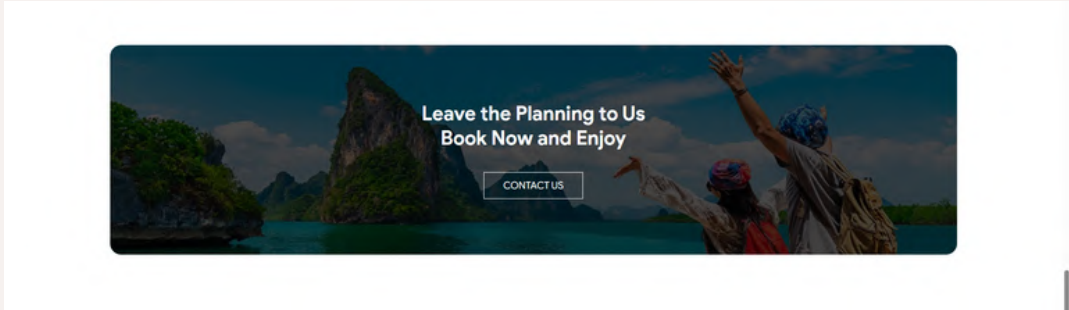 Leave the Planning to Us
Book Now and Enjoy
CONTACT US